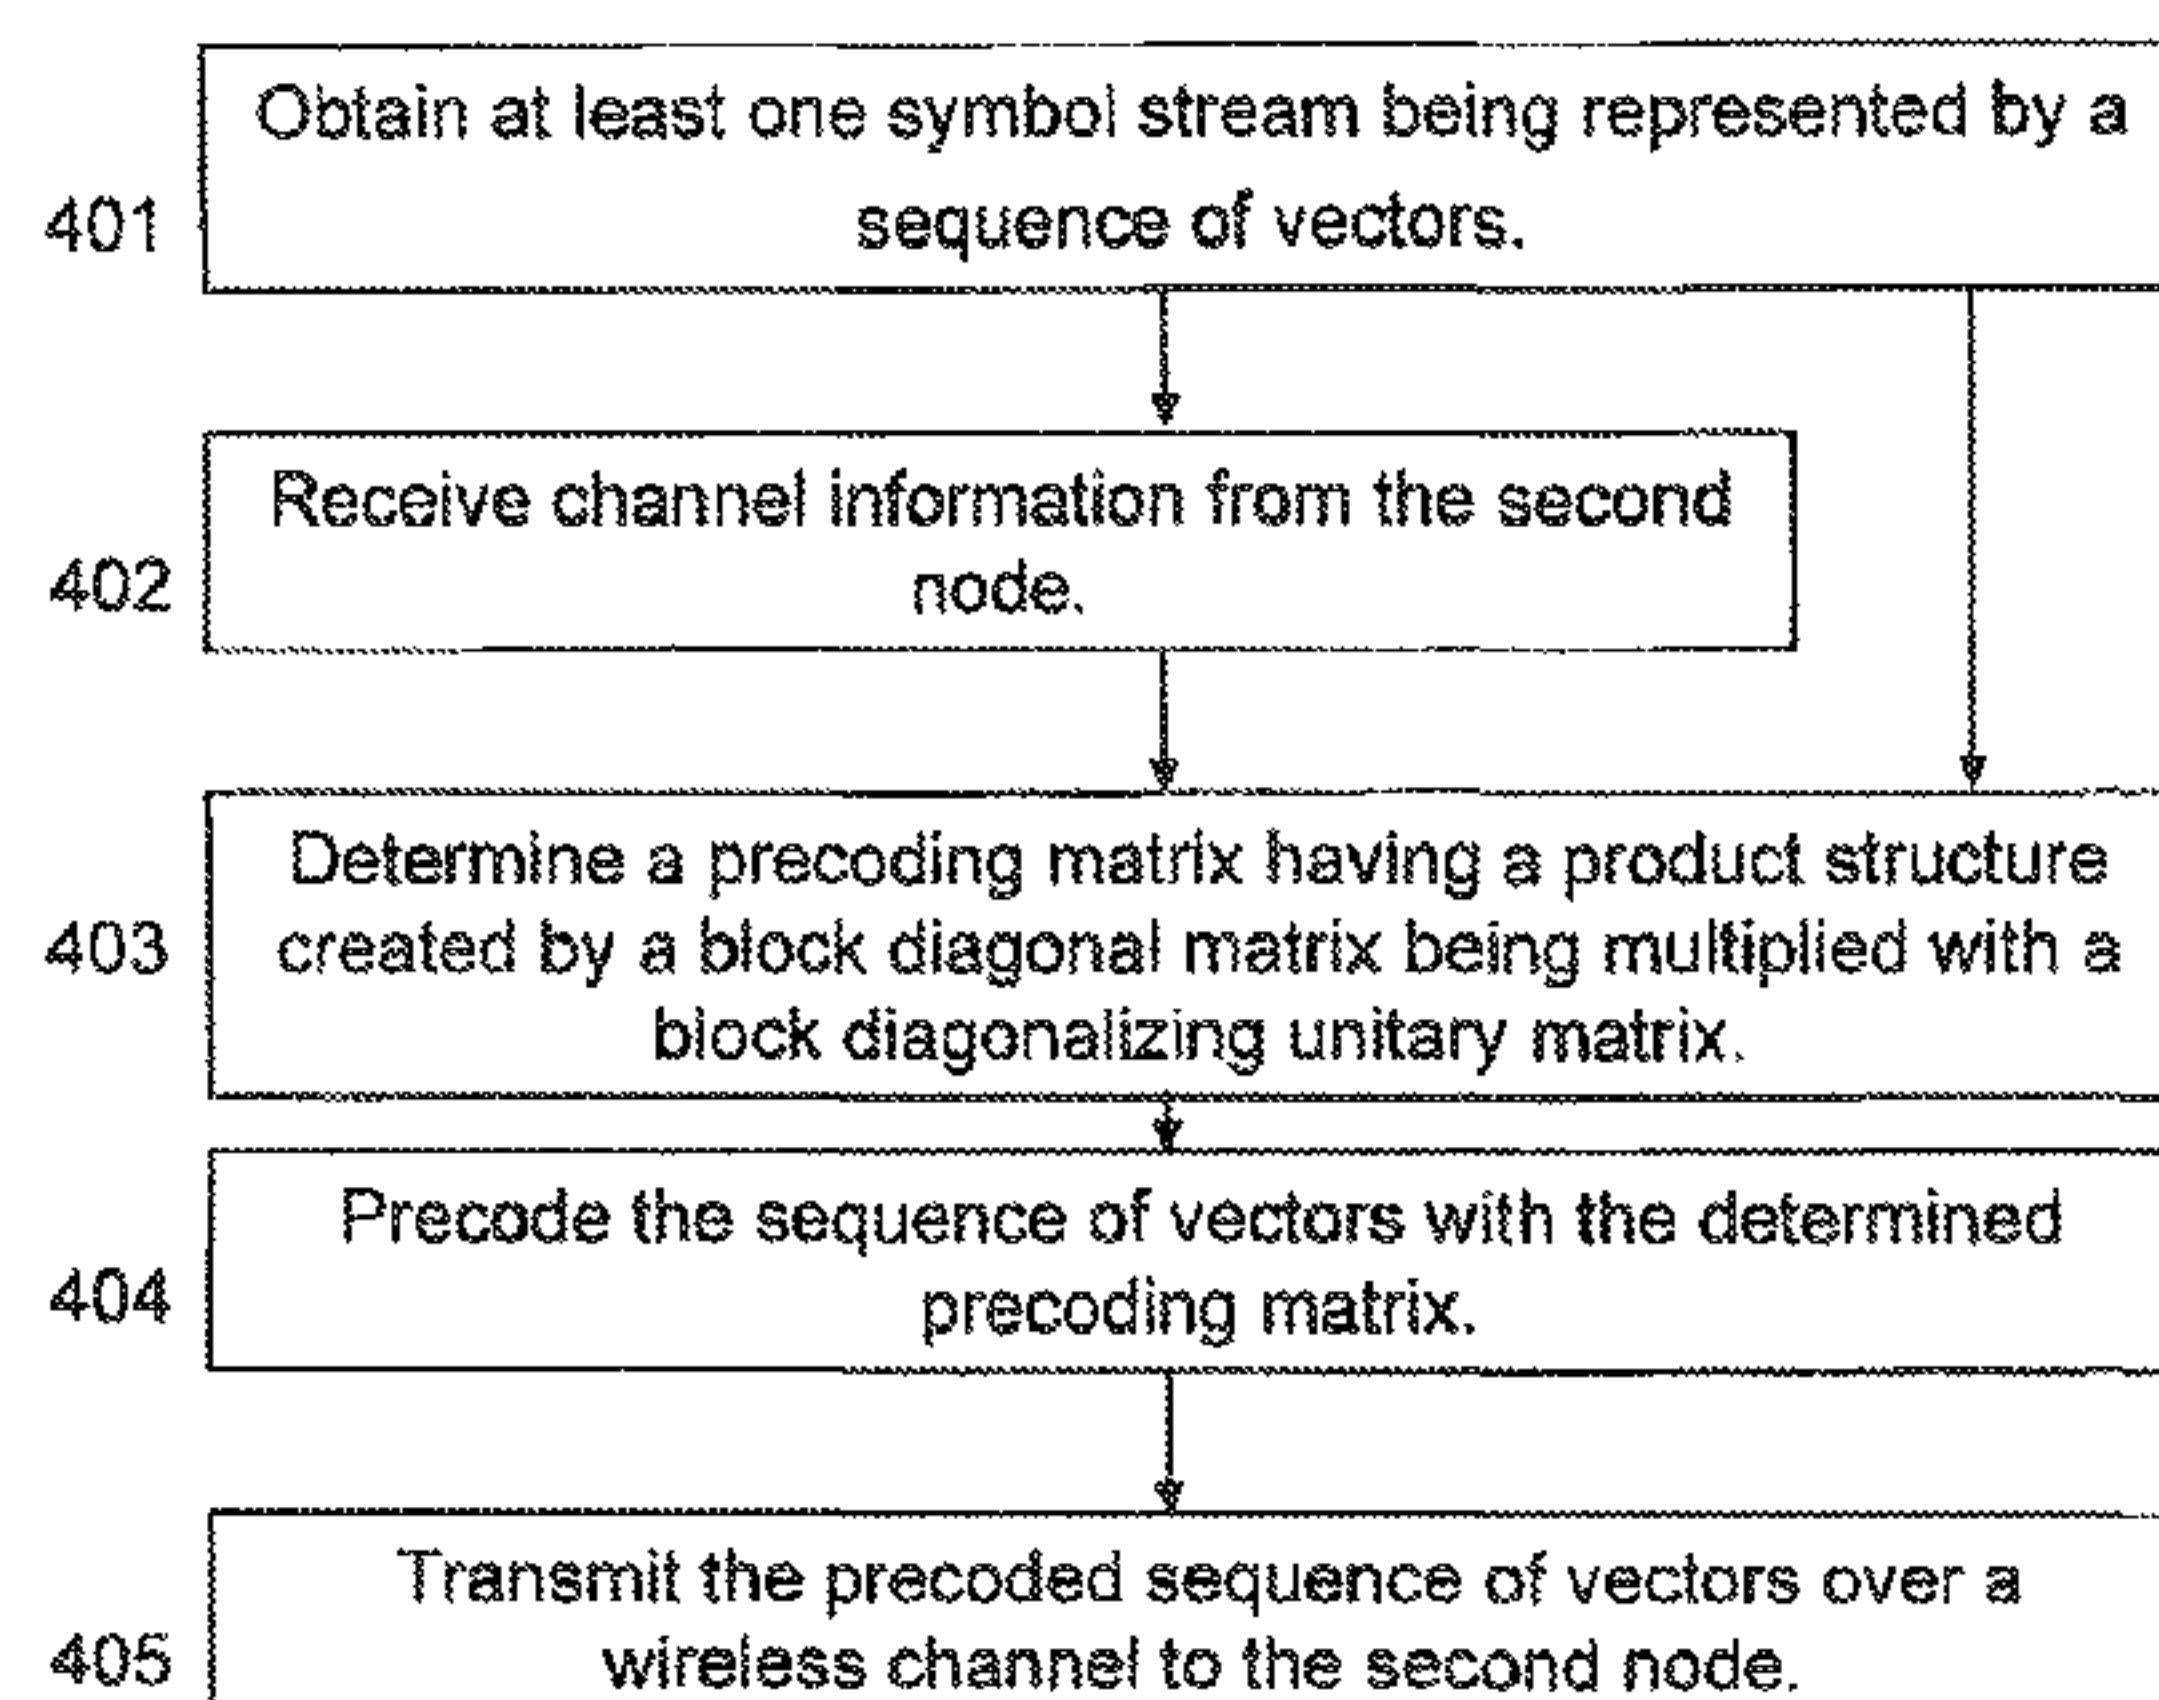 Obtain at least one symbol stream being represented by a
401
sequence of vectors.
Receive channel information from the second
402
node.
Determine a precoding matrix having a product structure
403
created by a block diagonal matrix being multiplied with a
block diagonalizing unitary matrix.
Precode the sequence of vectors with the determined
404
precoding matrix.
Transmit the precoded sequence of vectors over a
405
wireless channel to the second node.